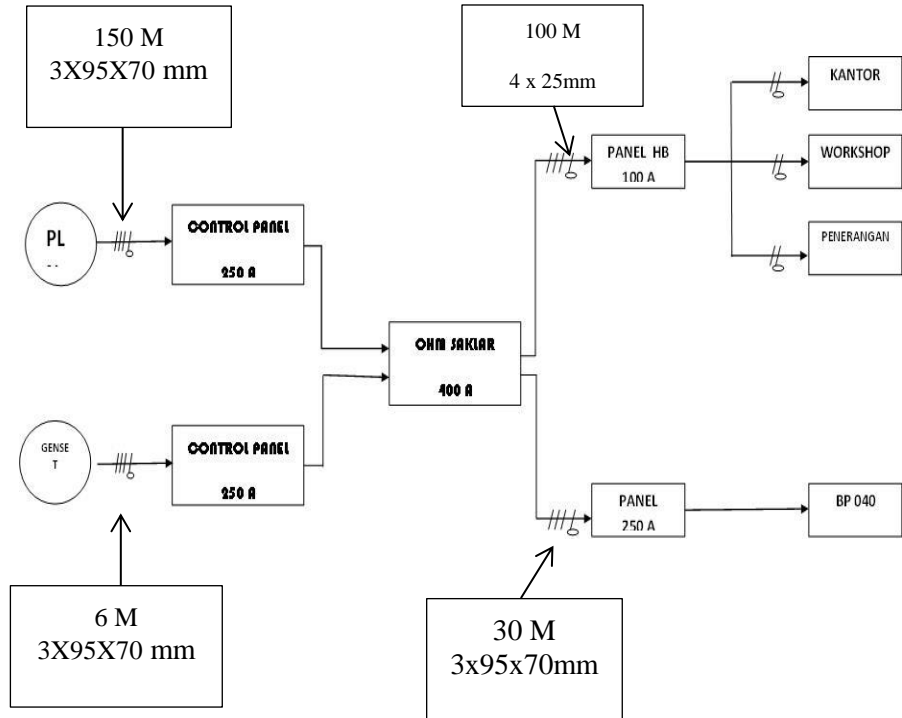 150 M
3X95X70 mm
100 M
4 x 25mm
KANTOR
PANEL HB
100 A
WORKSHOP
PL
CONTROL PANEL
250 A
PENERANGAN
OHM SAKLAR
400 A
GENSE
T
CONTROL PANEL
250 A
PANEL
250 A
BP 040
6 M
3X95X70 mm
30 M
3x95x70mm